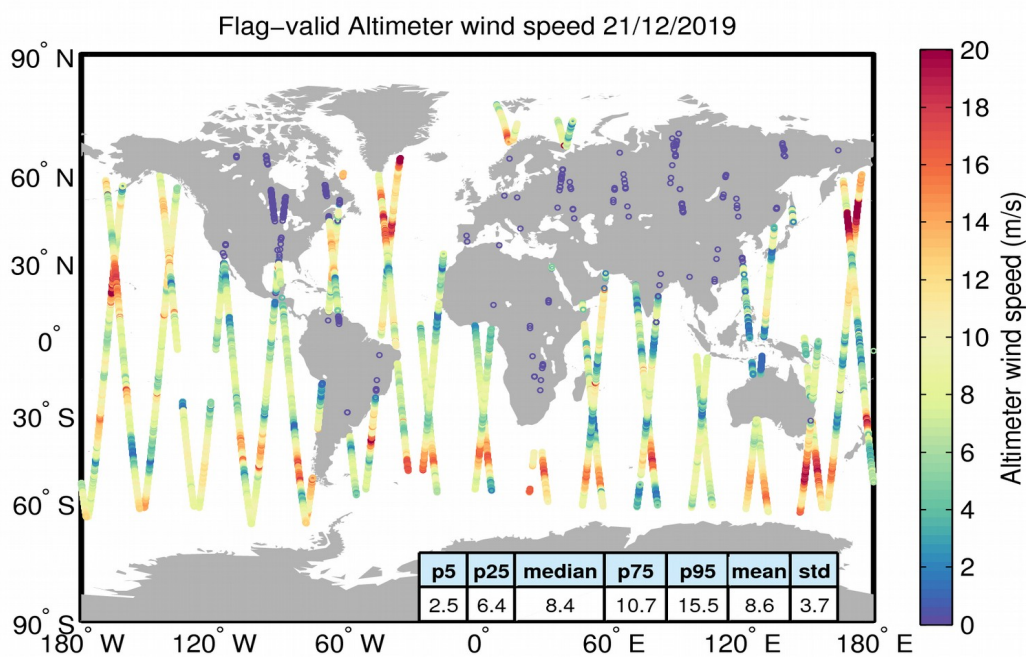 Flag−valid Altimeter wind speed 21/12/2019
90° N
60° N
30° N
0°
30° S
60° S
90° S
180° W
120° W
60° W
0°
60° E
120° E
180° E
p5 p25 median p75 p95 mean std
2.5 6.4 8.4 10.7 15.5 8.6 3.7
20
18
16
14
12
10
8
6
4
2
0
Altimeter wind speed (m/s)